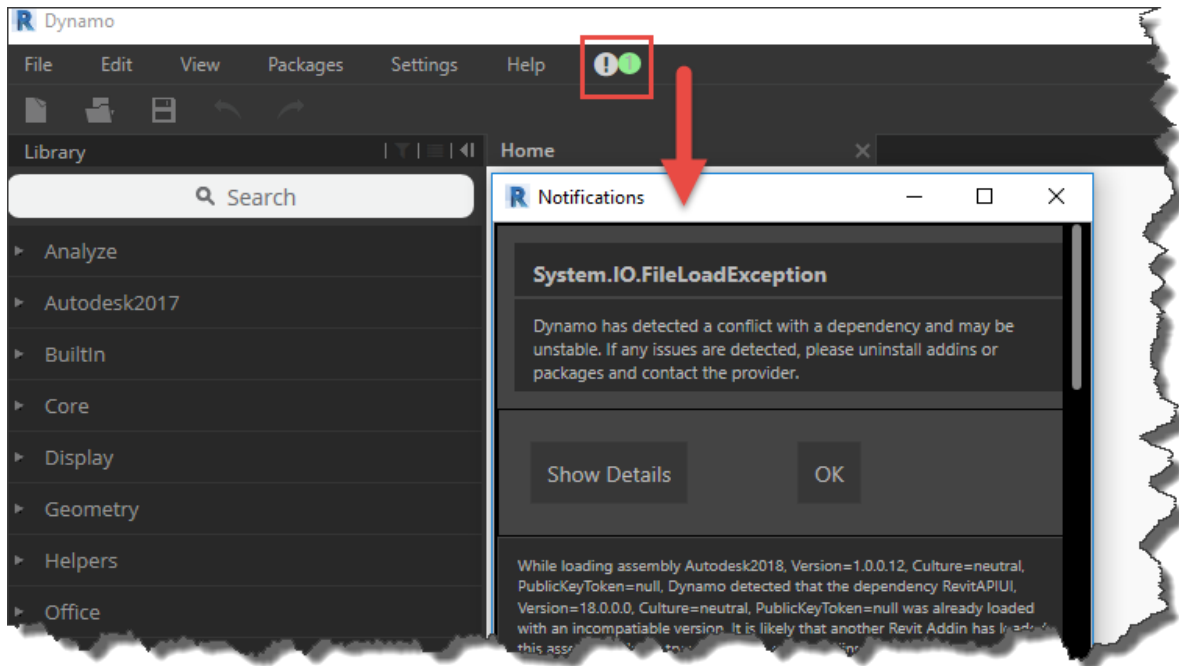 Dynamo
File Edit View Packages Settings Help 1
Library
Home
Search
Analyze
Autodesk2017
BuiltIn
Core
Display
Geometry
Helpers
Office
Notifications
System.IO.FileLoadException
Dynamo has detected a conflict with a dependency and may be
unstable. If any issues are detected, please uninstall addins or
packages and contact the provider.
Show Details OK
While loading assembly Autodesk2018, Version=1.0.0.12, Culture=neutral,
PublicKeyToken=null, Dynamo detected that the dependency RevitAPIUI,
Version=18.0.0.0, Culture=neutral, PublicKeyToken=null was already loaded
with an incompatiable version. It is likely that another Revit Addin has
this